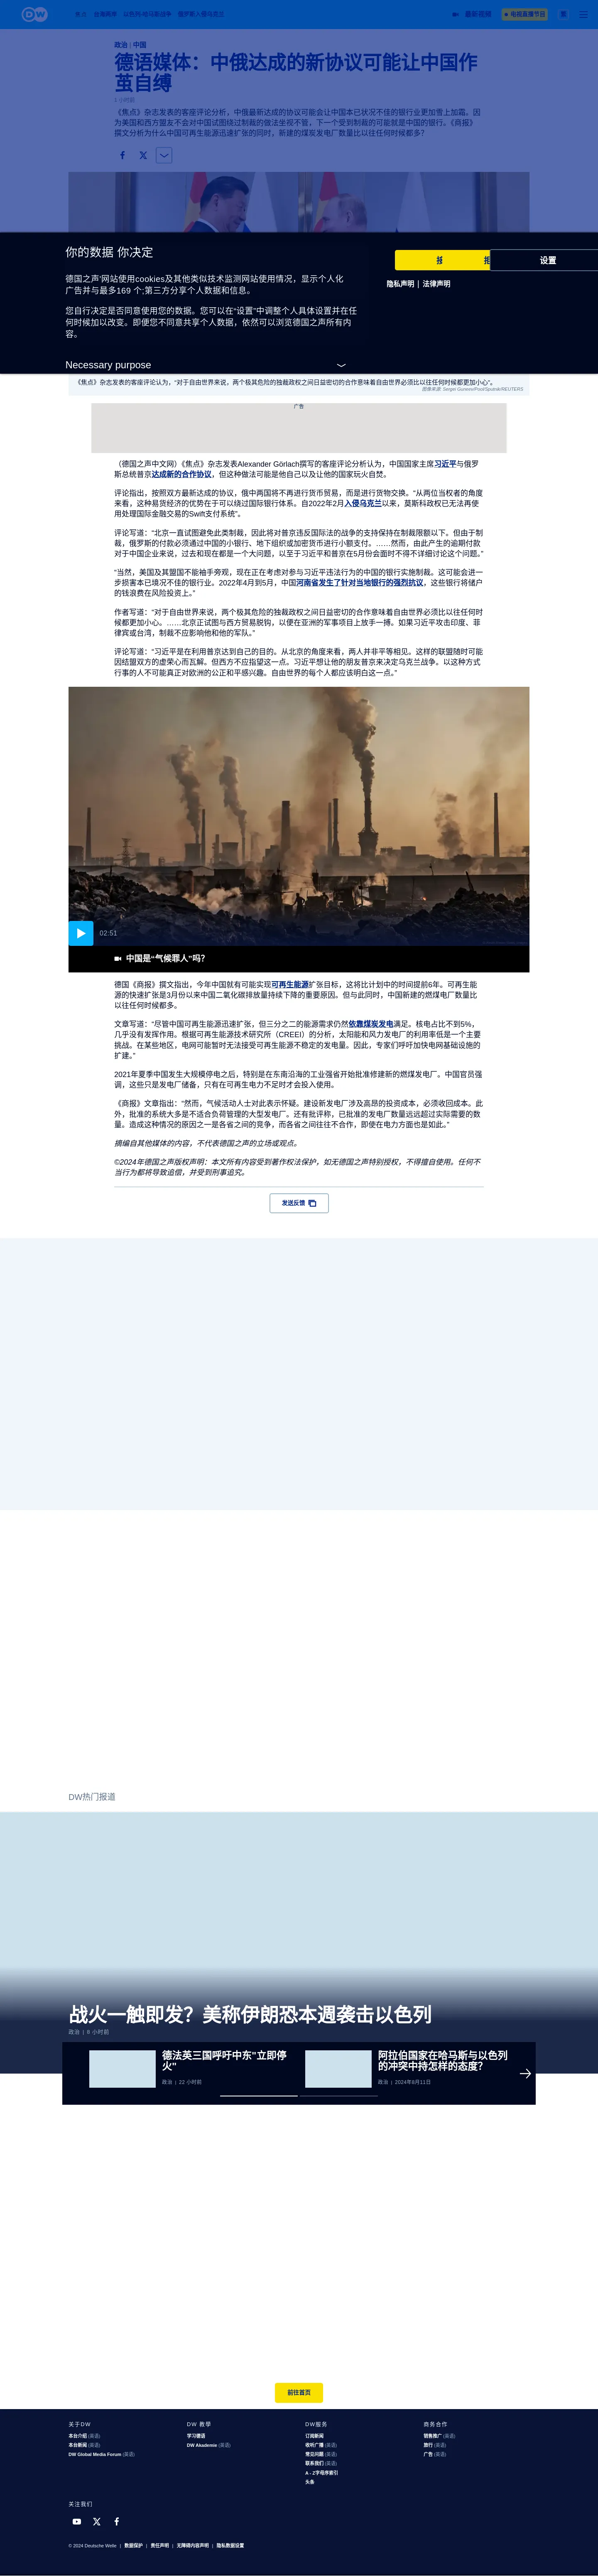 DW
台海两岸 以色列-哈马斯战争 俄罗斯入侵乌克兰
最新视频
电视直播节目
政治 | 中国
德语媒体：中俄达成的新协议可能让中国作
茧自缚
小时前
《焦点》杂志发表的客座评论分析，中俄最新达成的协议可能会让中国本已状况不佳的银行业更加雪上加霜。因
为美国和西方盟友不会对中国试图绕过制裁的做法坐视不管，下一个受到制裁的可能就是中国的银行。《商报》
撰文分析为什么中国可再生能源迅速扩张的同时，新建的煤炭发电厂数量比以往任何时候都多？
你的数据 你决定
设置
德国之声'网站使用cookies及其他类似技术监测网站使用情况，显示个人化
广告并与最多169 个;第三方分享个人数据和信息。
隐私声明 | 法律声明
您自行决定是否同意使用您的数据。您可以在“设置”中调整个人具体设置并在任
何时候加以改变。即便您不同意共享个人数据，依然可以浏览德国之声所有内
容。
Necessary purpose
《焦点》杂志发表的客座评论认为，“对于自由世界来说，两个极其危险的独裁政权之间日益密切的合作意味着自由世界必须比以往任何时候都更加小心”。
图像来源: Sergei Guneev/Pool/Sputnik/REUTERS
广告
（德国之声中文网）《焦点》杂志发表Alexander Görlach撰写的客座评论分析认为，中国国家主席习近平与俄罗
斯总统普京达成新的合作协议，但这种做法可能是他自己以及让他的国家玩火自焚。
评论指出，按照双方最新达成的协议，俄中两国将不再进行货币贸易，而是进行货物交换。“从两位当权者的角度
来看，这种易货经济的优势在于可以绕过国际银行体系。自2022年2月入侵乌克兰以来，莫斯科政权已无法再使
用处理国际金融交易的Swift支付系统”。
评论写道：“北京一直试图避免此类制裁，因此将对普京违反国际法的战争的支持保持在制裁限额以下。但由于制
裁，俄罗斯的付款必须通过中国的小银行、地下组织或加密货币进行小额支付。……然而，由此产生的逾期付款
对于中国企业来说，过去和现在都是一个大问题，以至于习近平和普京在5月份会面时不得不详细讨论这个问题。”
“当然，美国及其盟国不能袖手旁观，现在正在考虑对参与习近平违法行为的中国的银行实施制裁。这可能会进一
步损害本已境况不佳的银行业。2022年4月到5月，中国河南省发生了针对当地银行的强烈抗议，这些银行将储户
的钱浪费在风险投资上。”
作者写道：“对于自由世界来说，两个极其危险的独裁政权之间日益密切的合作意味着自由世界必须比以往任何时
候都更加小心。……北京正试图与西方贸易脱钩，以便在亚洲的军事项目上放手一搏。如果习近平攻击印度、菲
律宾或台湾，制裁不应影响他和他的军队。”
评论写道：“习近平是在利用普京达到自己的目的。从北京的角度来看，两人并非平等相见。这样的联盟随时可能
因结盟双方的虚荣心而瓦解。但西方不应指望这一点。习近平想让他的朋友普京来决定乌克兰战争。以这种方式
行事的人不可能真正对欧洲的公正和平感兴趣。自由世界的每个人都应该明白这一点。”
02:51
中国是“气候罪人”吗？
德国《商报》撰文指出，今年中国就有可能实现可再生能源扩张目标，这将比计划中的时间提前6年。可再生能
源的快速扩张是3月份以来中国二氧化碳排放量持续下降的重要原因。但与此同时，中国新建的燃煤电厂数量比
以往任何时候都多。
文章写道：“尽管中国可再生能源迅速扩张，但三分之二的能源需求仍然依靠煤炭发电满足。核电占比不到5%，
几乎没有发挥作用。根据可再生能源技术研究所（CREEI）的分析，太阳能和风力发电厂的利用率低是一个主要
挑战。在某些地区，电网可能暂时无法接受可再生能源不稳定的发电量。因此，专家们呼吁加快电网基础设施的
扩建。”
2021年夏季中国发生大规模停电之后，特别是在东南沿海的工业强省开始批准修建新的燃煤发电厂。中国官员强
调，这些只是发电厂储备，只有在可再生电力不足时才会投入使用。
《商报》文章指出：“然而，气候活动人士对此表示怀疑。建设新发电厂涉及高昂的投资成本，必须收回成本。此
外，批准的系统大多是不适合负荷管理的大型发电厂。还有批评称，已批准的发电厂数量远远超过实际需要的数
量。造成这种情况的原因之一是各省之间的竞争，而各省之间往往不合作，即使在电力方面也是如此。”
摘编自其他媒体的内容，不代表德国之声的立场或观点。
©2024年德国之声版权声明：本文所有内容受到著作权法保护，如无德国之声特别授权，不得擅自使用。任何不
当行为都将导致追偿，并受到刑事追究。
发送反馈
DW热门报道
战火一触即发？美称伊朗恐本週袭击以色列
政治 | 6 小时前
德法英三国呼吁中东“立即停
火”
政治 | 22 小时前
阿拉伯国家在哈马斯与以色列
的冲突中持怎样的态度？
政治 | 2024年8月11日
前往首页
关于DW
本台介绍 (英语)
本台新闻 (英语)
DW Global Media Forum (英语)
DW 教學
学习德语
DW Akademie (英语)
DW服务
订阅新闻
收听广播 (英语)
常见问题 (英语)
联系我们 (英语)
A - Z字母序索引
头条
商务合作
销售推广 (英语)
旅行 (英语)
广告 (英语)
关注我们
© 2024 Deutsche Welle | 数据保护 | 责任声明 | 无障碍内容声明 | 隐私数据设置